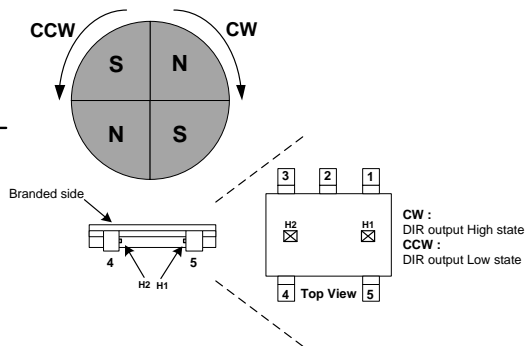 CCW
CW
S N
N S
Branded side
4 5
H2 H1
3 2 1
H2 H1
4 Top View 5
CW :
DIR output High state
CCW :
DIR output Low state